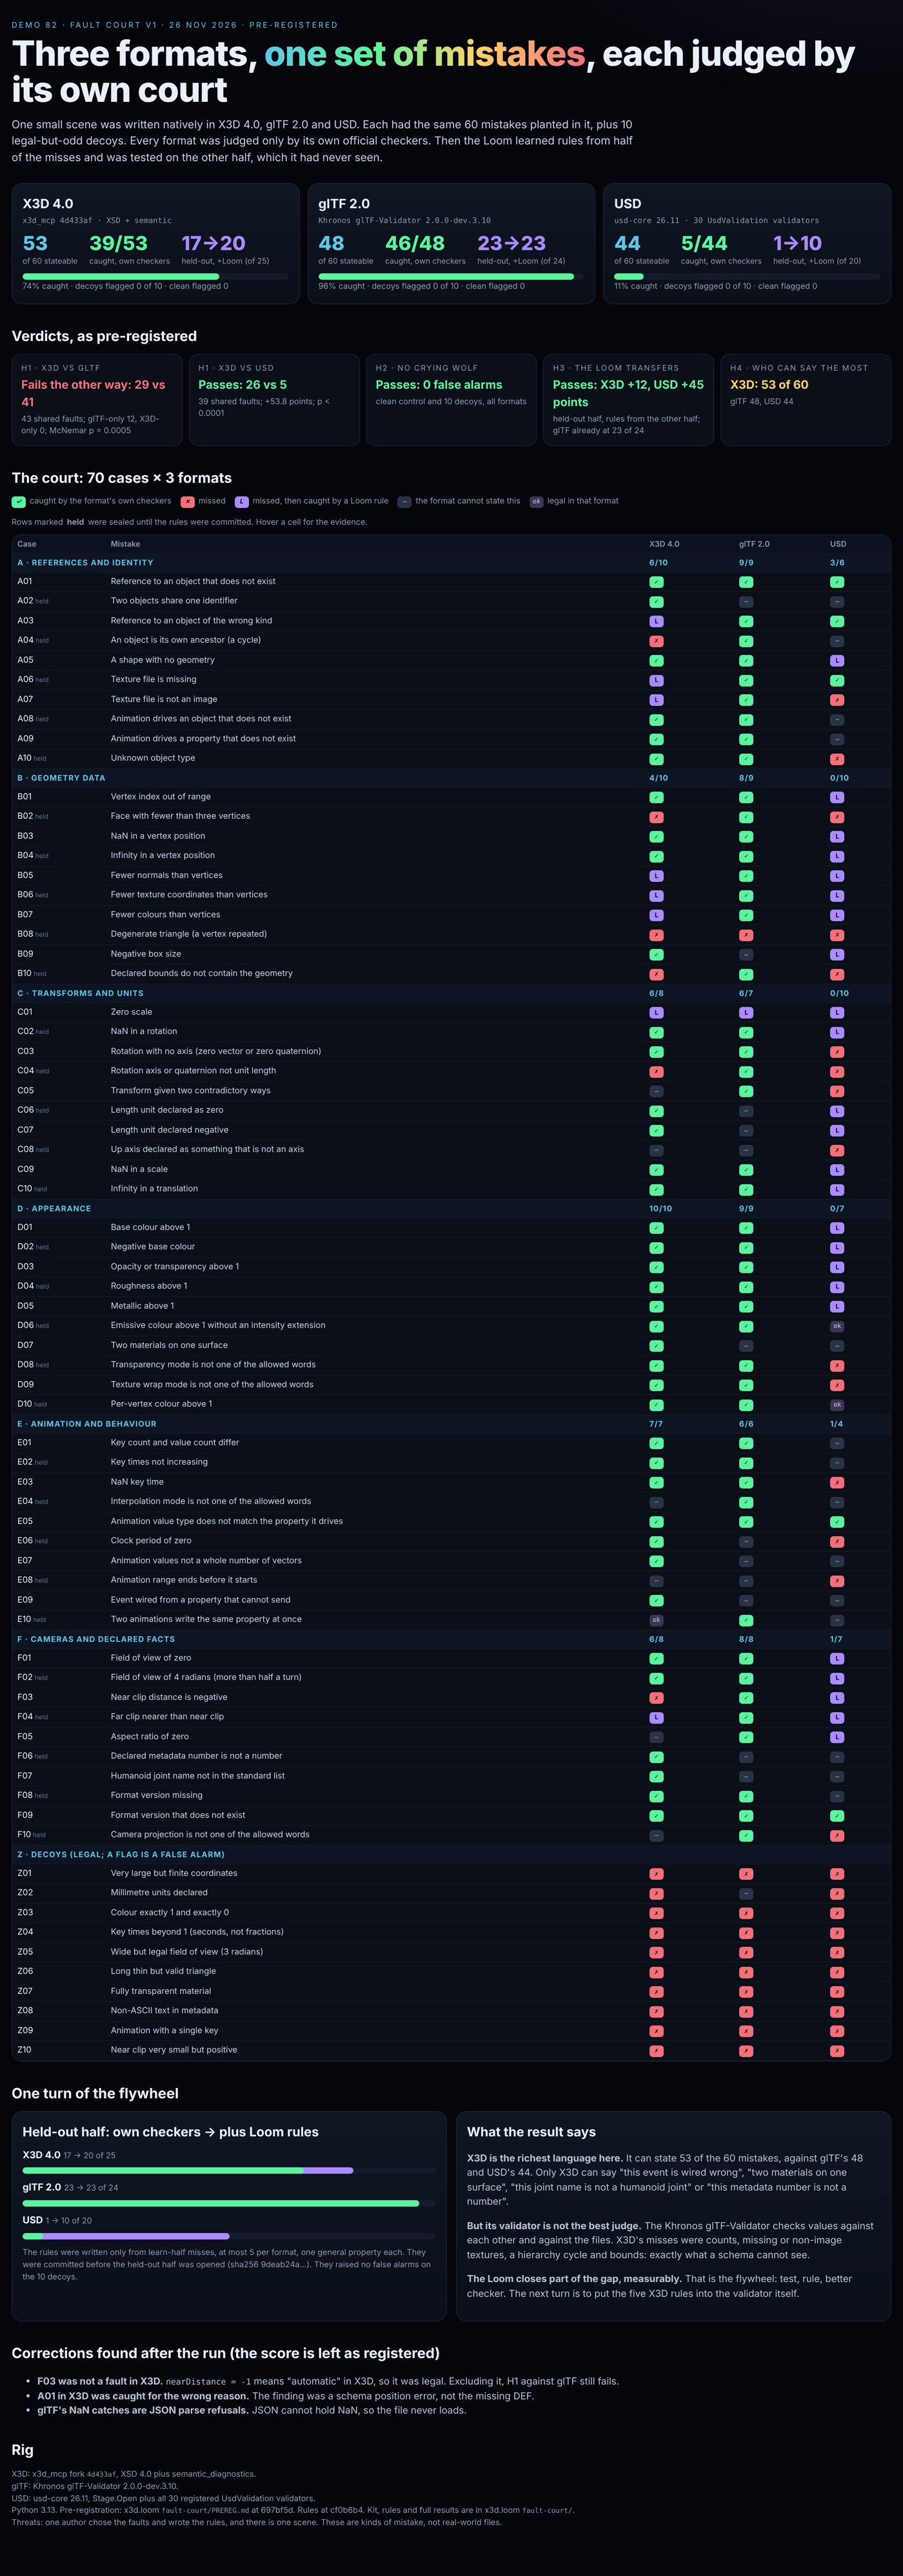 DEMO 82 · FAULT COURT V1 · 26 NOV 2026 · PRE-REGISTERED
Three formats, one set of mistakes, each judged by
its own court
One small scene was written natively in X3D 4.0, glTF 2.0 and USD. Each had the same 60 mistakes planted in it, plus 10
legal-but-odd decoys. Every format was judged only by its own official checkers. Then the Loom learned rules from half
of the misses and was tested on the other half, which it had never seen.
X3D 4.0
x3d_mcp 4d433af · XSD + semantic
53 39/53 17→20
of 60 stateable caught, own checkers held-out, +Loom (of 25)
74% caught · decoys flagged 0 of 10 · clean flagged 0
glTF 2.0
Khronos glTF-Validator 2.0.0-dev.3.10
48 46/48 23→23
of 60 stateable caught, own checkers held-out, +Loom (of 24)
96% caught · decoys flagged 0 of 10 · clean flagged 0
USD
usd-core 26.11 · 30 UsdValidation validators
44 5/44 1→10
of 60 stateable caught, own checkers held-out, +Loom (of 20)
11% caught · decoys flagged 0 of 10 · clean flagged 0
Verdicts, as pre-registered
H1 · X3D VS GLTF
Fails the other way: 29 vs
41
43 shared faults; glTF-only 12, X3D-
only 0; McNemar p = 0.0005
H1 · X3D VS USD
Passes: 26 vs 5
39 shared faults; +53.8 points; p <
0.0001
H2 · NO CRYING WOLF
Passes: 0 false alarms
clean control and 10 decoys, all formats
H3 · THE LOOM TRANSFERS
Passes: X3D +12, USD +45
points
held-out half, rules from the other half;
glTF already at 23 of 24
H4 · WHO CAN SAY THE MOST
X3D: 53 of 60
glTF 48, USD 44
The court: 70 cases × 3 formats
✓ caught by the format's own checkers ✗ missed L missed, then caught by a Loom rule – the format cannot state this ok legal in that format
Rows marked held were sealed until the rules were committed. Hover a cell for the evidence.
Case Mistake X3D 4.0 glTF 2.0 USD
A · REFERENCES AND IDENTITY 6/10 9/9 3/6
A01 Reference to an object that does not exist ✓ ✓ ✓
A02 held Two objects share one identifier ✓ – –
A03 Reference to an object of the wrong kind L ✓ ✓
A04 held An object is its own ancestor (a cycle) ✗ ✓ –
A05 A shape with no geometry ✓ ✓ L
A06 held Texture file is missing L ✓ ✓
A07 Texture file is not an image L ✓ ✗
A08 held Animation drives an object that does not exist ✓ ✓ –
A09 Animation drives a property that does not exist ✓ ✓ –
A10 held Unknown object type ✓ ✓ ✗
B · GEOMETRY DATA 4/10 8/9 0/10
B01 Vertex index out of range ✓ ✓ L
B02 held Face with fewer than three vertices ✗ ✓ ✗
B03 NaN in a vertex position ✓ ✓ L
B04 held Infinity in a vertex position ✓ ✓ L
B05 Fewer normals than vertices L ✓ L
B06 held Fewer texture coordinates than vertices L ✓ L
B07 Fewer colours than vertices L ✓ L
B08 held Degenerate triangle (a vertex repeated) ✗ ✗ ✗
B09 Negative box size ✓ – L
B10 held Declared bounds do not contain the geometry ✗ ✓ ✗
C · TRANSFORMS AND UNITS 6/8 6/7 0/10
C01 Zero scale L L L
C02 held NaN in a rotation ✓ ✓ L
C03 Rotation with no axis (zero vector or zero quaternion) ✓ ✓ ✗
C04 held Rotation axis or quaternion not unit length ✗ ✓ ✗
C05 Transform given two contradictory ways – ✓ ✗
C06 held Length unit declared as zero ✓ – L
C07 Length unit declared negative ✓ – L
C08 held Up axis declared as something that is not an axis – – ✗
C09 NaN in a scale ✓ ✓ L
C10 held Infinity in a translation ✓ ✓ L
D · APPEARANCE 10/10 9/9 0/7
D01 Base colour above 1 ✓ ✓ L
D02 held Negative base colour ✓ ✓ L
D03 Opacity or transparency above 1 ✓ ✓ L
D04 held Roughness above 1 ✓ ✓ L
D05 Metallic above 1 ✓ ✓ L
D06 held Emissive colour above 1 without an intensity extension ✓ ✓ ok
D07 Two materials on one surface ✓ – –
D08 held Transparency mode is not one of the allowed words ✓ ✓ ✗
D09 Texture wrap mode is not one of the allowed words ✓ ✓ ✗
D10 held Per-vertex colour above 1 ✓ ✓ ok
E · ANIMATION AND BEHAVIOUR 7/7 6/6 1/4
E01 Key count and value count differ ✓ ✓ –
E02 held Key times not increasing ✓ ✓ –
E03 NaN key time ✓ ✓ ✗
E04 held Interpolation mode is not one of the allowed words – ✓ –
E05 Animation value type does not match the property it drives ✓ ✓ ✓
E06 held Clock period of zero ✓ – ✗
E07 Animation values not a whole number of vectors ✓ – –
E08 held Animation range ends before it starts – – ✗
E09 Event wired from a property that cannot send ✓ – –
E10 held Two animations write the same property at once ok ✓ –
F · CAMERAS AND DECLARED FACTS 6/8 8/8 1/7
F01 Field of view of zero ✓ ✓ L
F02 held Field of view of 4 radians (more than half a turn) ✓ ✓ L
F03 Near clip distance is negative ✗ ✓ L
F04 held Far clip nearer than near clip L ✓ L
F05 Aspect ratio of zero – ✓ L
F06 held Declared metadata number is not a number ✓ – –
F07 Humanoid joint name not in the standard list ✓ – –
F08 held Format version missing ✓ ✓ –
F09 Format version that does not exist ✓ ✓ ✓
F10 held Camera projection is not one of the allowed words – ✓ ✗
Z · DECOYS (LEGAL; A FLAG IS A FALSE ALARM)
Z01 Very large but finite coordinates ✗ ✗ ✗
Z02 Millimetre units declared ✗ – ✗
Z03 Colour exactly 1 and exactly 0 ✗ ✗ ✗
Z04 Key times beyond 1 (seconds, not fractions) ✗ ✗ ✗
Z05 Wide but legal field of view (3 radians) ✗ ✗ ✗
Z06 Long thin but valid triangle ✗ ✗ ✗
Z07 Fully transparent material ✗ ✗ ✗
Z08 Non-ASCII text in metadata ✗ ✗ ✗
Z09 Animation with a single key ✗ ✗ ✗
Z10 Near clip very small but positive ✗ ✗ ✗
One turn of the flywheel
Held-out half: own checkers → plus Loom rules
X3D 4.0 17 → 20 of 25
glTF 2.0 23 → 23 of 24
USD 1 → 10 of 20
The rules were written only from learn-half misses, at most 5 per format, one general property each. They
were committed before the held-out half was opened (sha256 9deab24a…). They raised no false alarms on
the 10 decoys.
What the result says
X3D is the richest language here. It can state 53 of the 60 mistakes, against glTF's 48
and USD's 44. Only X3D can say "this event is wired wrong", "two materials on one
surface", "this joint name is not a humanoid joint" or "this metadata number is not a
number".
But its validator is not the best judge. The Khronos glTF-Validator checks values against
each other and against the files. X3D's misses were counts, missing or non-image
textures, a hierarchy cycle and bounds: exactly what a schema cannot see.
The Loom closes part of the gap, measurably. That is the flywheel: test, rule, better
checker. The next turn is to put the five X3D rules into the validator itself.
Corrections found after the run (the score is left as registered)
• F03 was not a fault in X3D. nearDistance = -1 means "automatic" in X3D, so it was legal. Excluding it, H1 against glTF still fails.
• A01 in X3D was caught for the wrong reason. The finding was a schema position error, not the missing DEF.
• glTF's NaN catches are JSON parse refusals. JSON cannot hold NaN, so the file never loads.
Rig
X3D: x3d_mcp fork 4d433af, XSD 4.0 plus semantic_diagnostics.
glTF: Khronos glTF-Validator 2.0.0-dev.3.10.
USD: usd-core 26.11, Stage.Open plus all 30 registered UsdValidation validators.
Python 3.13. Pre-registration: x3d.loom fault-court/PREREG.md at 697bf5d. Rules at cf0b6b4. Kit, rules and full results are in x3d.loom fault-court/.
Threats: one author chose the faults and wrote the rules, and there is one scene. These are kinds of mistake, not real-world files.